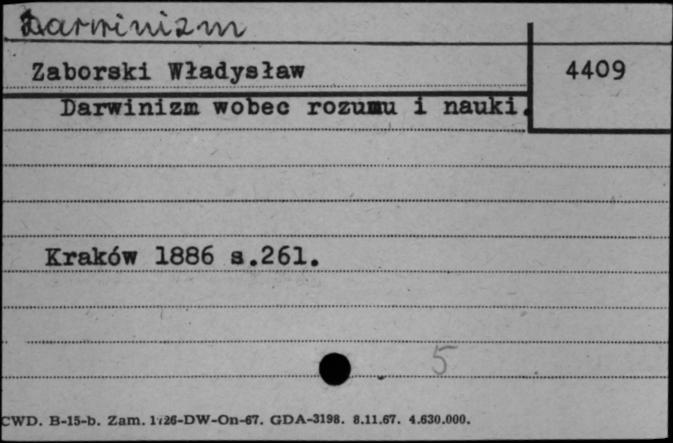 Darwinizm
Zaborski Władysław
4409
Darwinizm wobec rozumu i nauki.
Kraków 1886 s.261.
5
CWD. B-15-b. Zam. 1726-DW-On-67. GDA-3198. 8.11.67. 4.630.000.